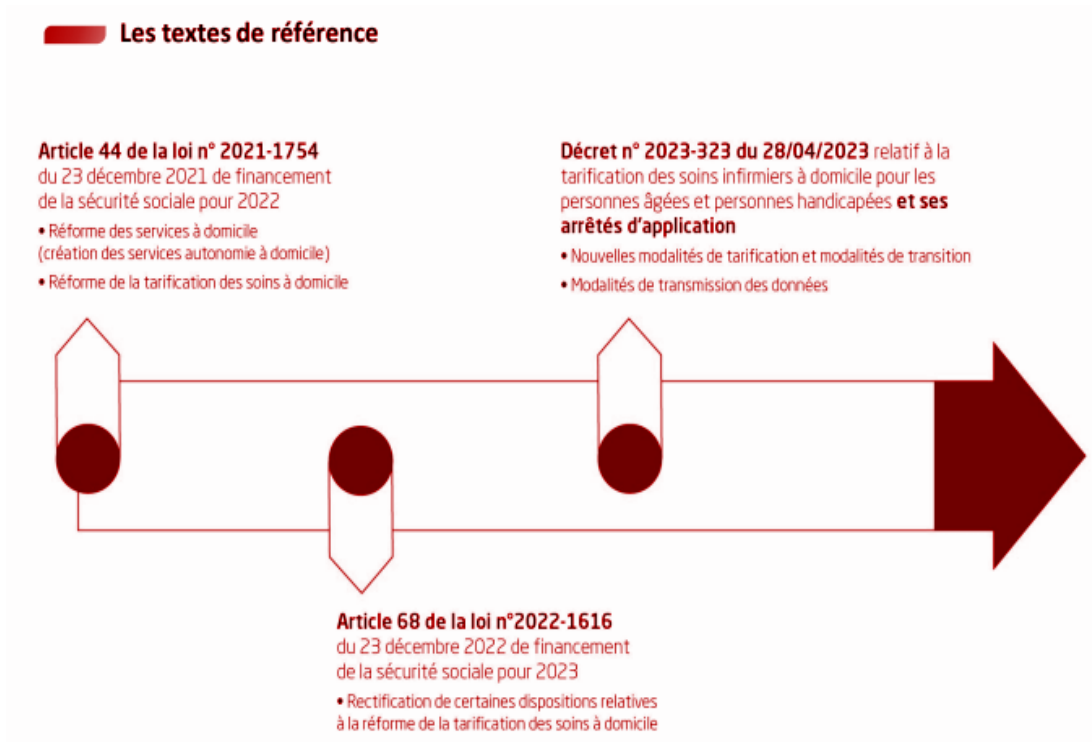 Les textes de référence
Article 44 de la loi n° 2021-1754
du 23 décembre 2021 de financement
de la sécurité sociale pour 2022
• Réforme des services à domicile
(création des services autonomie à domicile)
• Réforme de la tarification des soins à domicile
Décret n° 2023-323 du 28/04/2023 relatif à la
tarification des soins infirmiers à domicile pour les
personnes âgées et personnes handicapées et ses
arrêtés d'application
• Nouvelles modalités de tarification et modalités de transition
• Modalités de transmission des données
Article 68 de la loi n°2022-1616
du 23 décembre 2022 de financement
de la sécurité sociale pour 2023
• Rectification de certaines dispositions relatives
à la réforme de la tarification des soins à domicile